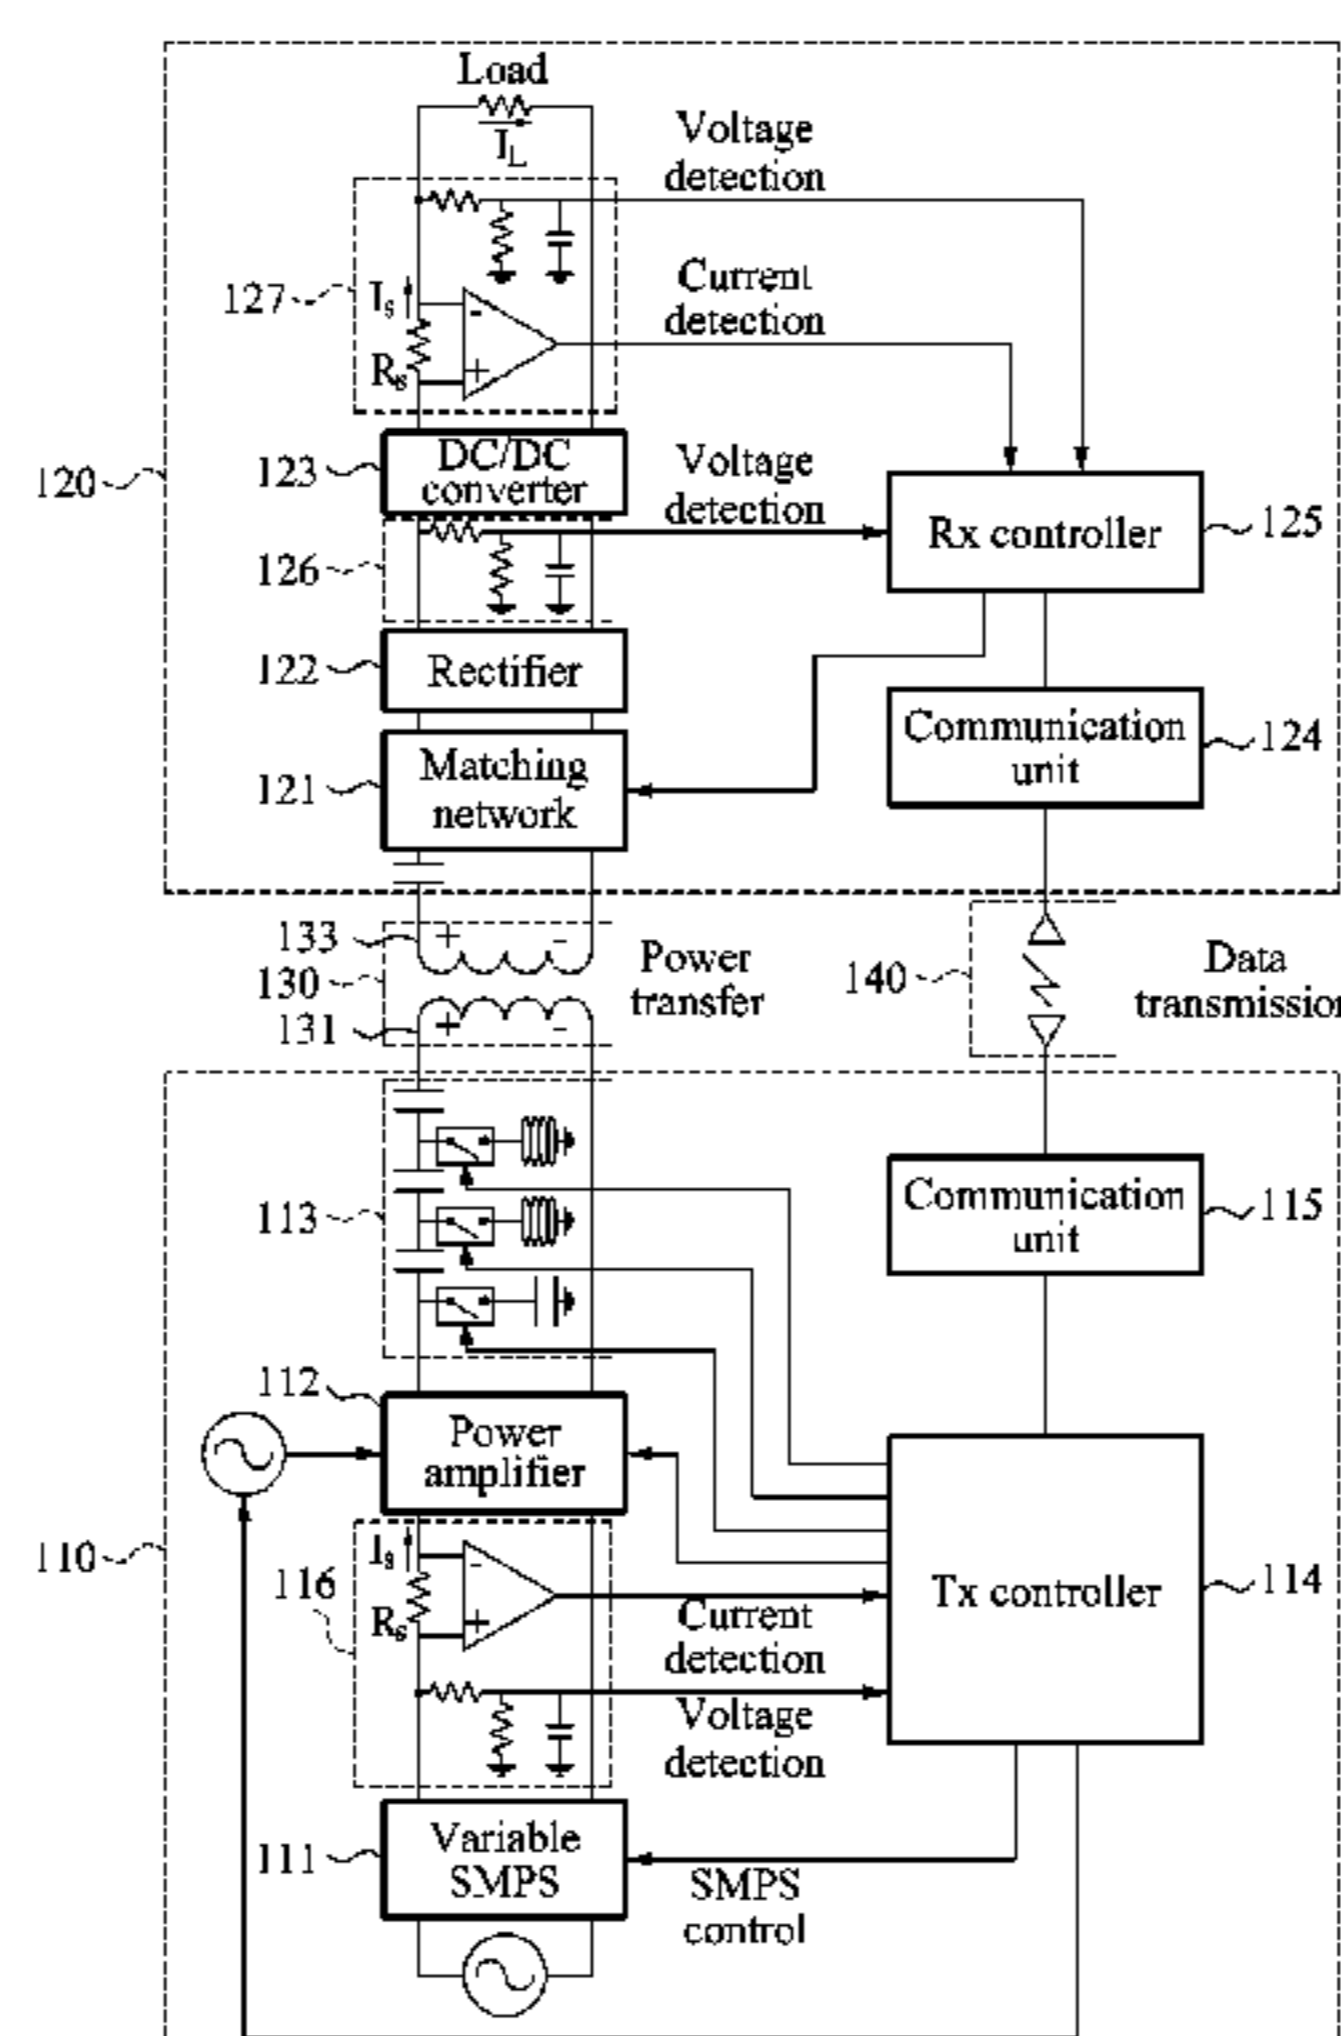 Load
I_L
Voltage
detection
127
I_s
Current
detection
R_s
-
+
120
123
DC/DC
converter
Voltage
detection
Rx controller
125
126
122
Rectifier
Communication
unit
124
121
Matching
network
133
+ -
130
Power
transfer
140
Data
transmission
131
+ -
113
Communication
unit
115
112
Power
amplifier
110
I_s
-
116
R_s
+
Current
detection
Tx controller
114
Voltage
detection
111
Variable
SMPS
SMPS
control